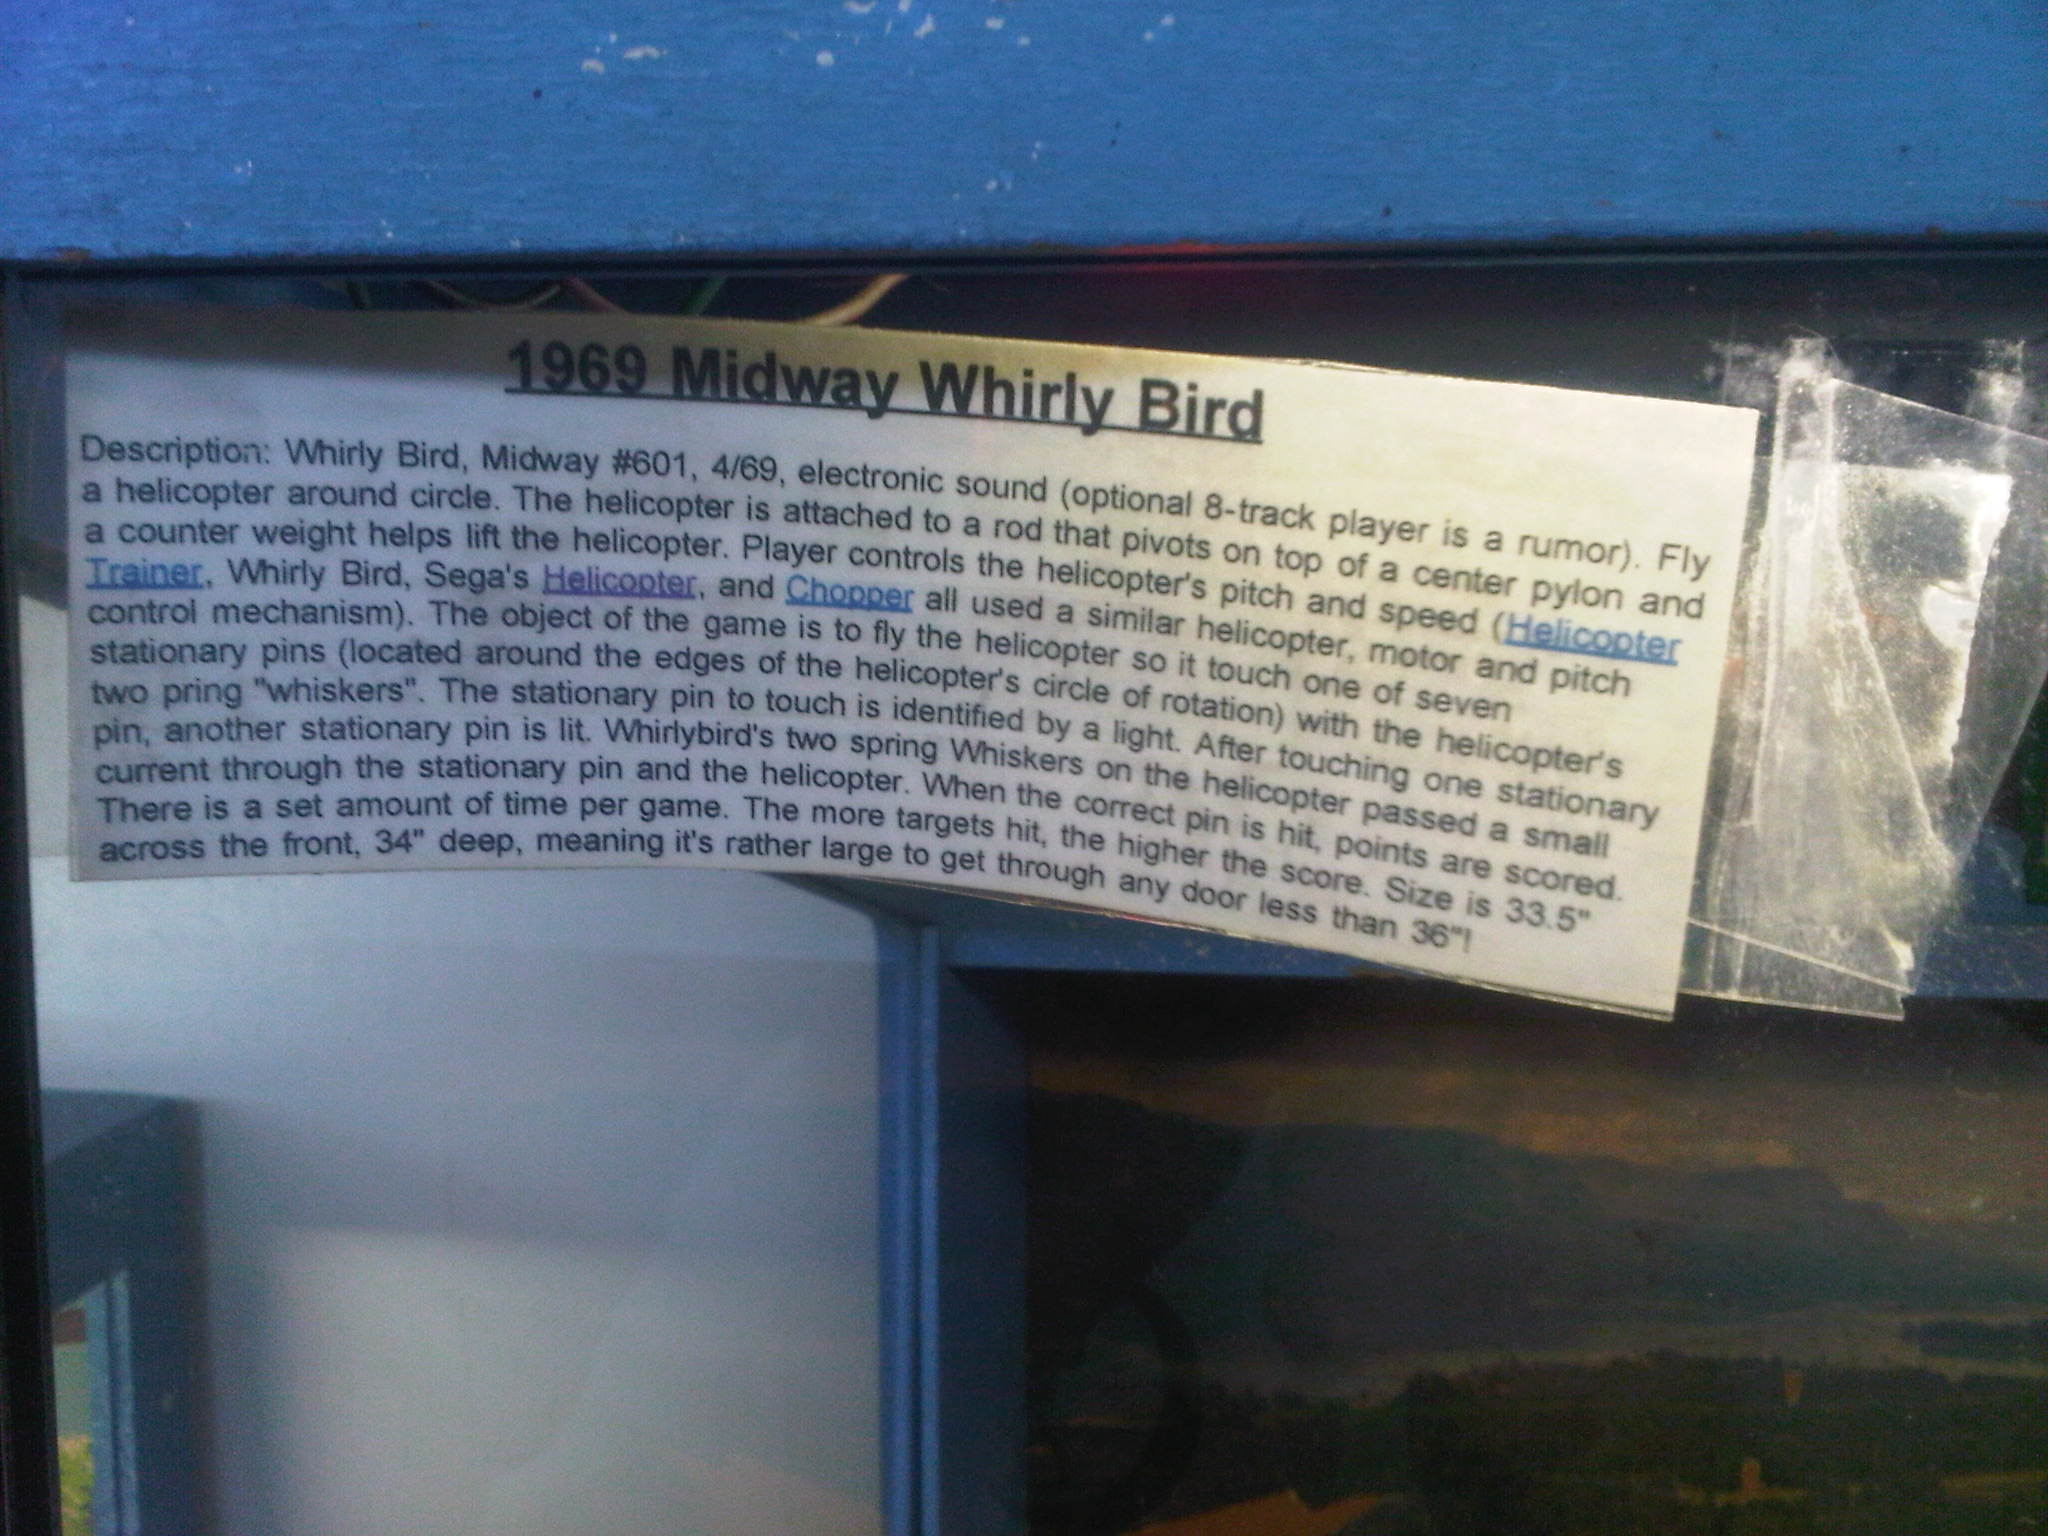 1969 Midway Whirly Bird
Description: Whirly Bird, Midway #601, 4/69, electronic sound (optional 8-track player is a rumor). Fly
a helicopter around circle. The helicopter is attached to a rod that pivots on top of a center pylon and
a counter weight helps lift the helicopter. Player controls the helicopter's pitch and speed (Helicopter
Trainer, Whirly Bird, Sega's Helicopter, and Chopper all used a similar helicopter, motor and pitch
control mechanism). The object of the game is to fly the helicopter so it touch one of seven
stationary pins (located around the edges of the helicopter's circle of rotation) with the helicopter's
two pring "whiskers". The stationary pin to touch is identified by a light. After touching one stationary
pin, another stationary pin is lit. Whirlybird's two spring Whiskers on the helicopter passed a small
current through the stationary pin and the helicopter. When the correct pin is hit, points are scored.
There is a set amount of time per game. The more targets hit, the higher the score. Size is 33.5"
across the front, 34" deep, meaning it's rather large to get through any door less than 36"!